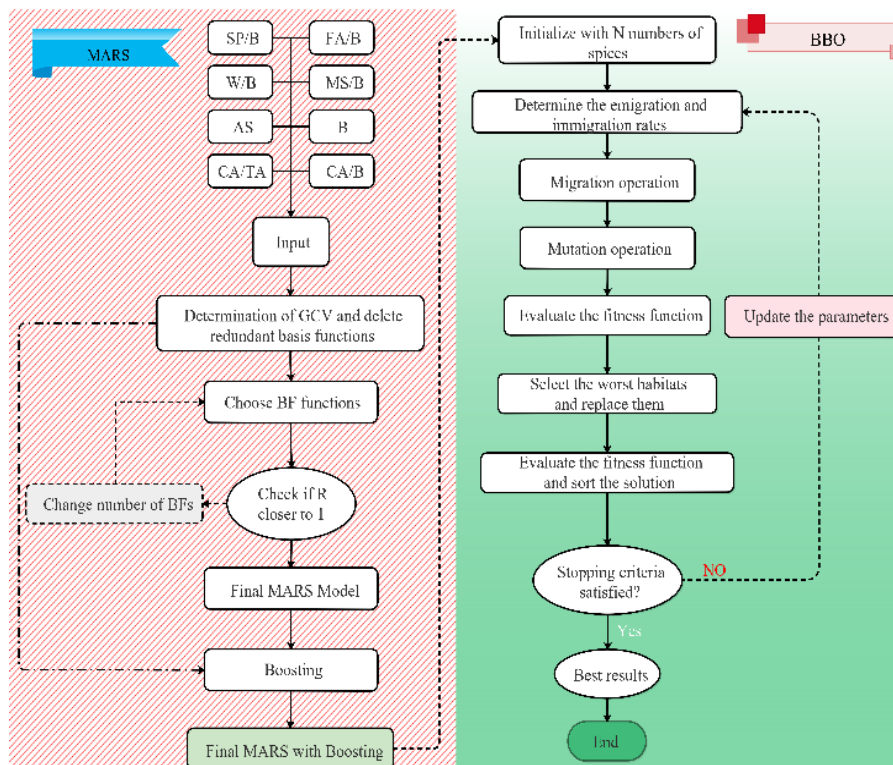 MARS
SP/B
FA/B
W/B
MS/B
AS
B
CA/TA
CA/B
Input
Determination of GCV and delete
redundant basis functions
Choose BF functions
Change number of BFs
Check if R
closer to 1
Final MARS Model
Boosting
Final MARS with Boosting
BBO
Initialize with N numbers of
spices
Determine the emigration and
immigration rates
Migration operation
Mutation operation
Evaluate the fitness function
Update the parameters
Select the worst habitats
and replace them
Evaluate the fitness function
and sort the solution
Stopping criteria
satisfied?
NO
Yes
Best results
End